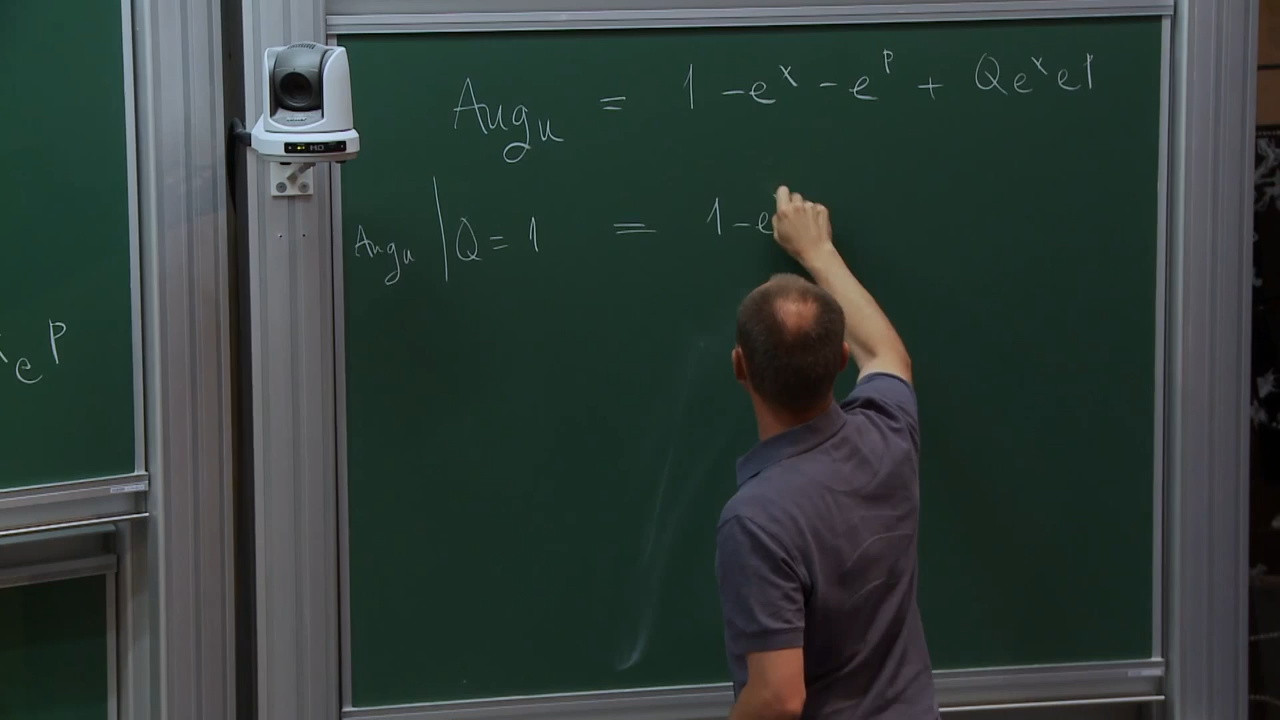 Aug_u = 1 - e^x - e^p + Q e^x e^p
Aug_u | Q = 1 = 1 - e
e^p